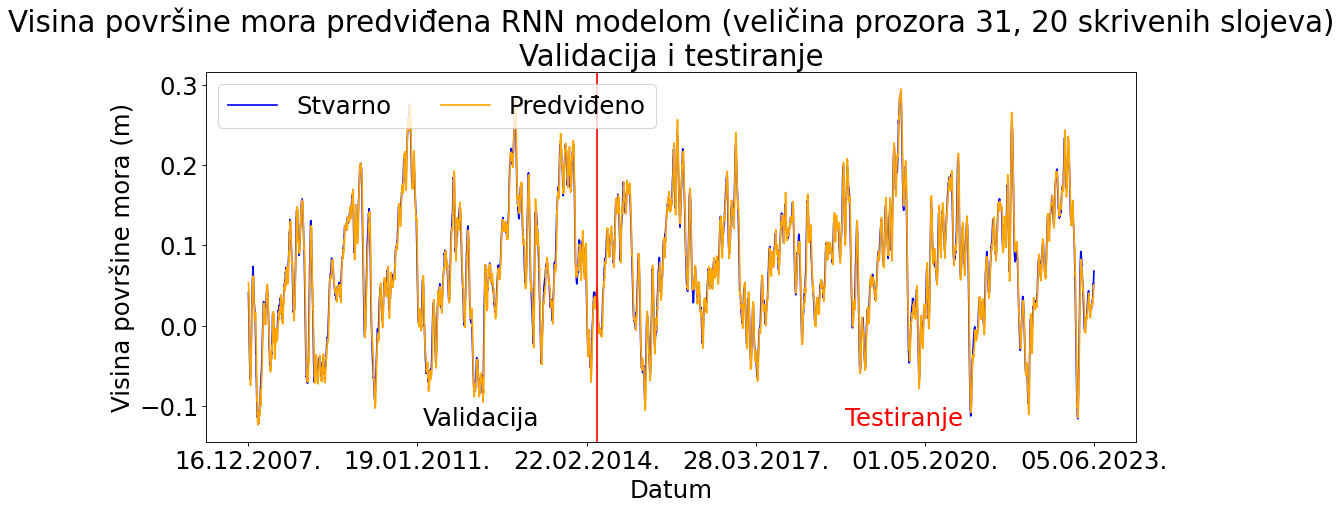 Visina površine mora predviđena RNN modelom (veličina prozora 31, 20 skrivenih slojeva)
Validacija i testiranje
Stvarno
Predviđeno
Visina površine mora (m)
0.3
0.2
0.1
0.0
−0.1
Validacija
Testiranje
16.12.2007.
19.01.2011.
22.02.2014.
28.03.2017.
01.05.2020.
05.06.2023.
Datum